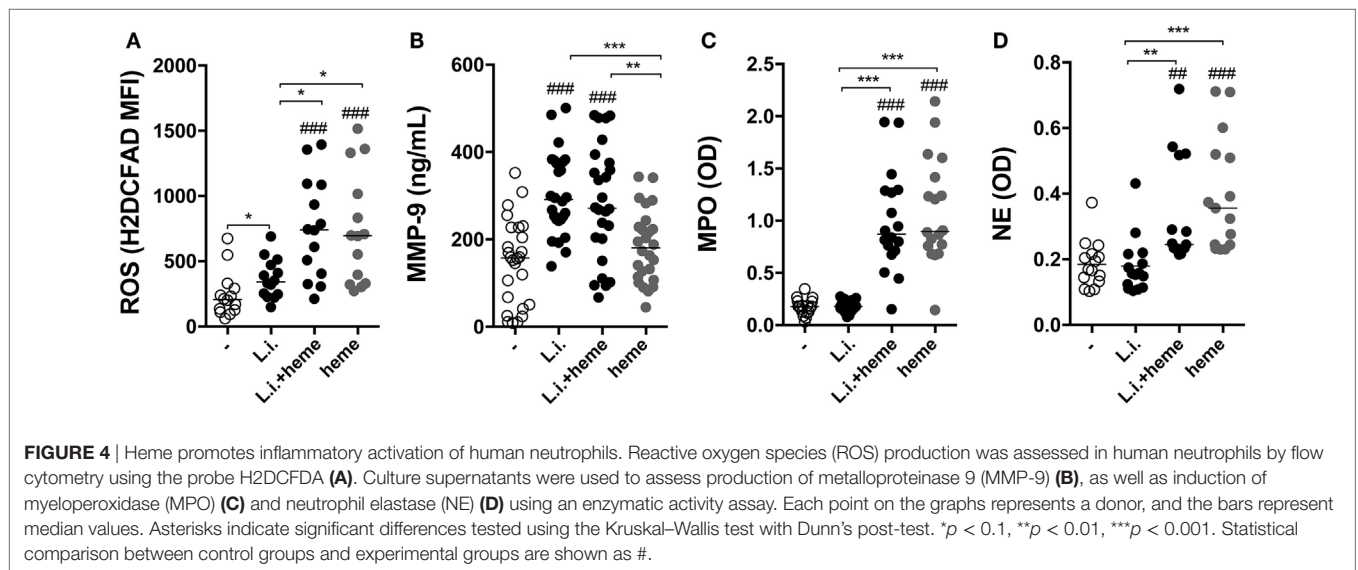 A
ROS (H2DCFAD MFI)
2000
1500
1000
500
0
*
*
*
###
###
-
L.i.
L.i.+heme
heme
B
MMP-9 (ng/mL)
600
400
200
0
***
**
###
###
-
L.i.
L.i.+heme
heme
C
MPO (OD)
2.5
2.0
1.5
1.0
0.5
0.0
***
***
###
###
-
L.i.
L.i.+heme
heme
D
NE (OD)
0.8
0.6
0.4
0.2
0.0
***
**
##
###
-
L.i.
L.i.+heme
heme
FIGURE 4 | Heme promotes inflammatory activation of human neutrophils. Reactive oxygen species (ROS) production was assessed in human neutrophils by flow
cytometry using the probe H2DCFDA (A). Culture supernatants were used to assess production of metalloproteinase 9 (MMP-9) (B), as well as induction of
myeloperoxidase (MPO) (C) and neutrophil elastase (NE) (D) using an enzymatic activity assay. Each point on the graphs represents a donor, and the bars represent
median values. Asterisks indicate significant differences tested using the Kruskal–Wallis test with Dunn's post-test. *p < 0.1, **p < 0.01, ***p < 0.001. Statistical
comparison between control groups and experimental groups are shown as #.